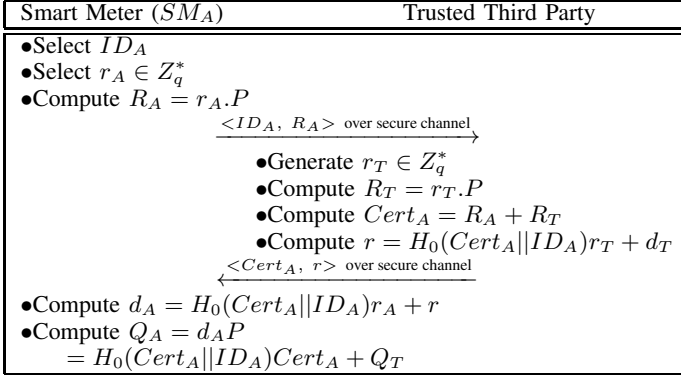 Smart Meter (SM_A) Trusted Third Party
•Select ID_A
•Select r_A ∈ Z_q^*
•Compute R_A = r_A.P
<ID_A, R_A> over secure channel
•Generate r_T ∈ Z_q^*
•Compute R_T = r_T.P
•Compute Cert_A = R_A + R_T
•Compute r = H_0(Cert_A||ID_A)r_T + d_T
<Cert_A, r> over secure channel
•Compute d_A = H_0(Cert_A||ID_A)r_A + r
•Compute Q_A = d_AP
= H_0(Cert_A||ID_A)Cert_A + Q_T